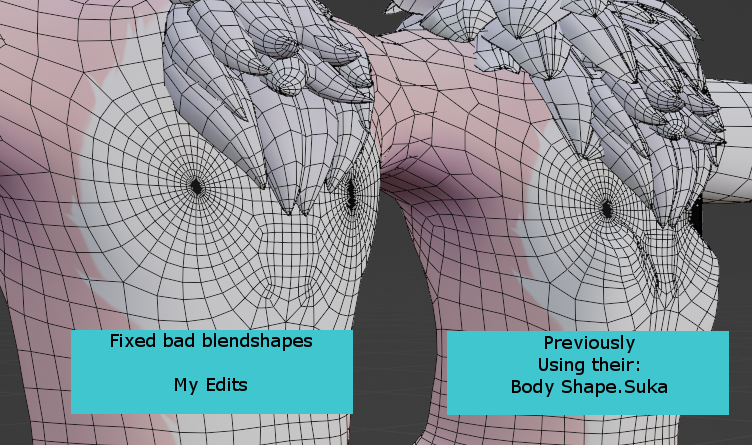 Fixed bad blendshapes
My Edits
Previously
Using their:
Body Shape.Suka